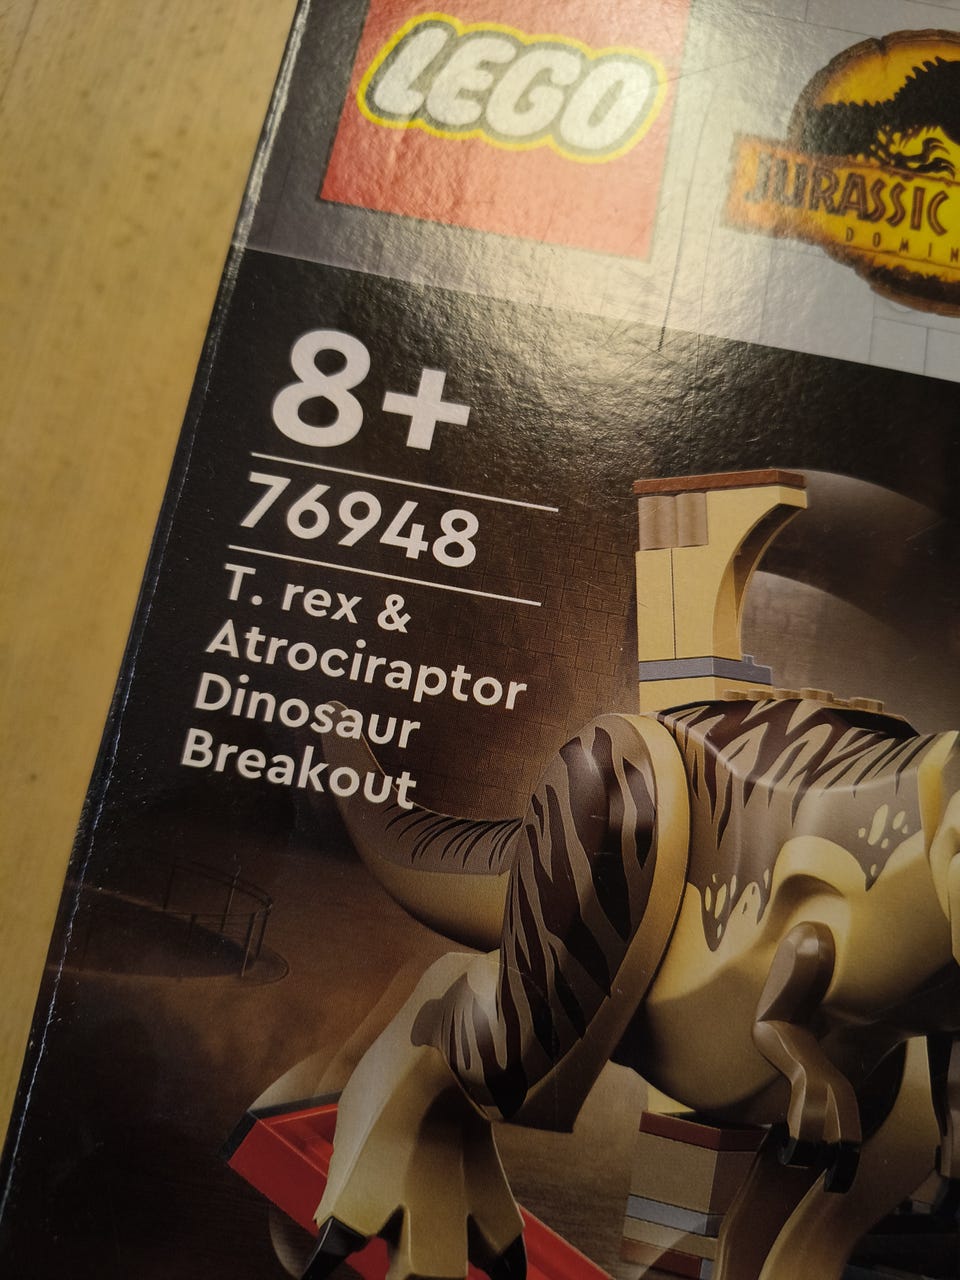 LEGO
JURASSIC
8+
76948
T. rex &
Atrociraptor
Dinosaur
Breakout